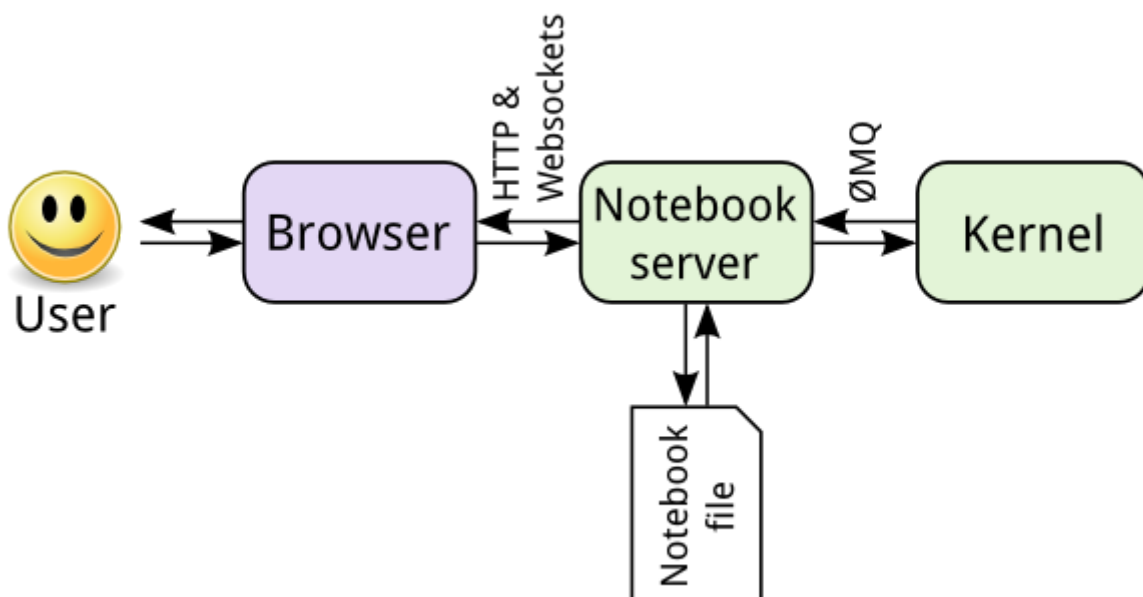 User
Browser
HTTP &
Websockets
Notebook
server
ØMQ
Kernel
Notebook
file